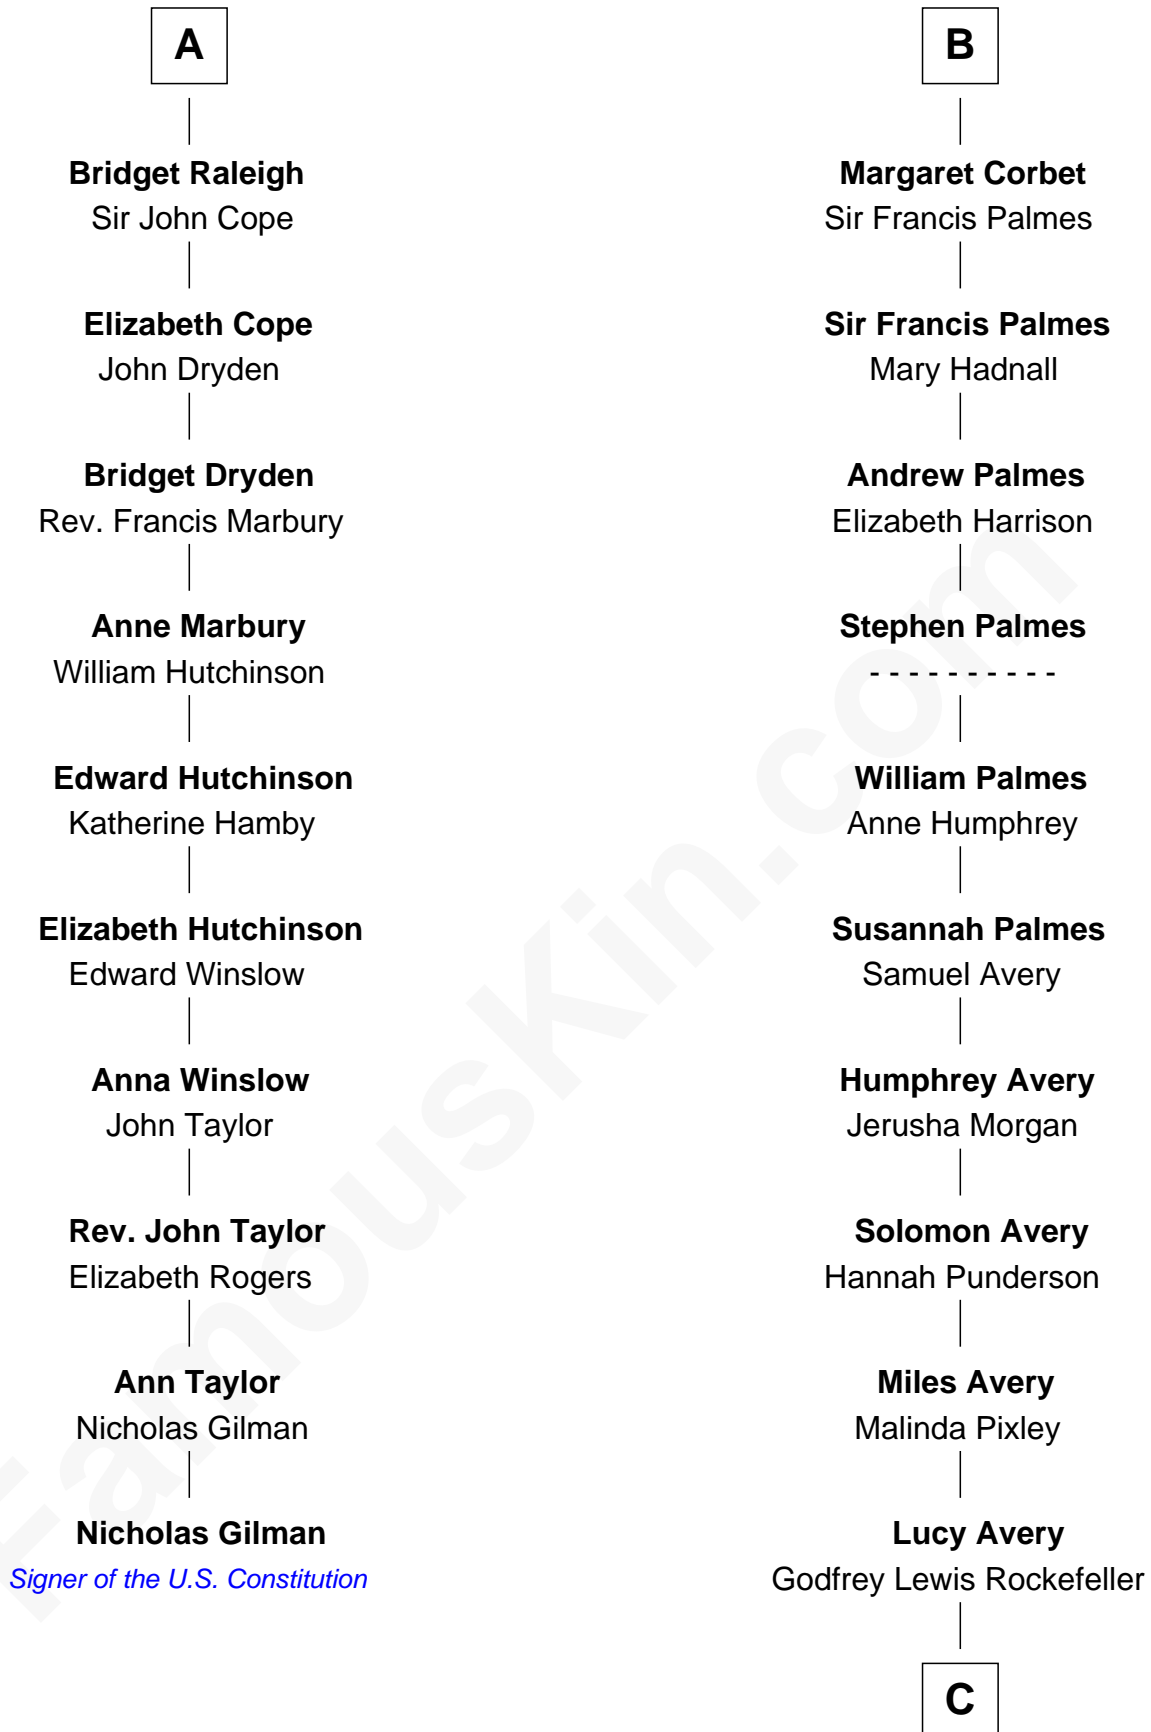 A
Bridget Raleigh
Sir John Cope
Elizabeth Cope
John Dryden
Bridget Dryden
Rev. Francis Marbury
Anne Marbury
William Hutchinson
Edward Hutchinson
Katherine Hamby
Elizabeth Hutchinson
Edward Winslow
Anna Winslow
John Taylor
Rev. John Taylor
Elizabeth Rogers
Ann Taylor
Nicholas Gilman
Nicholas Gilman
Signer of the U.S. Constitution
B
Margaret Corbet
Sir Francis Palmes
Sir Francis Palmes
Mary Hadnall
Andrew Palmes
Elizabeth Harrison
Stephen Palmes
- - - - - - - - - -
William Palmes
Anne Humphrey
Susannah Palmes
Samuel Avery
Humphrey Avery
Jerusha Morgan
Solomon Avery
Hannah Punderson
Miles Avery
Malinda Pixley
Lucy Avery
Godfrey Lewis Rockefeller
C
FamousKin.com